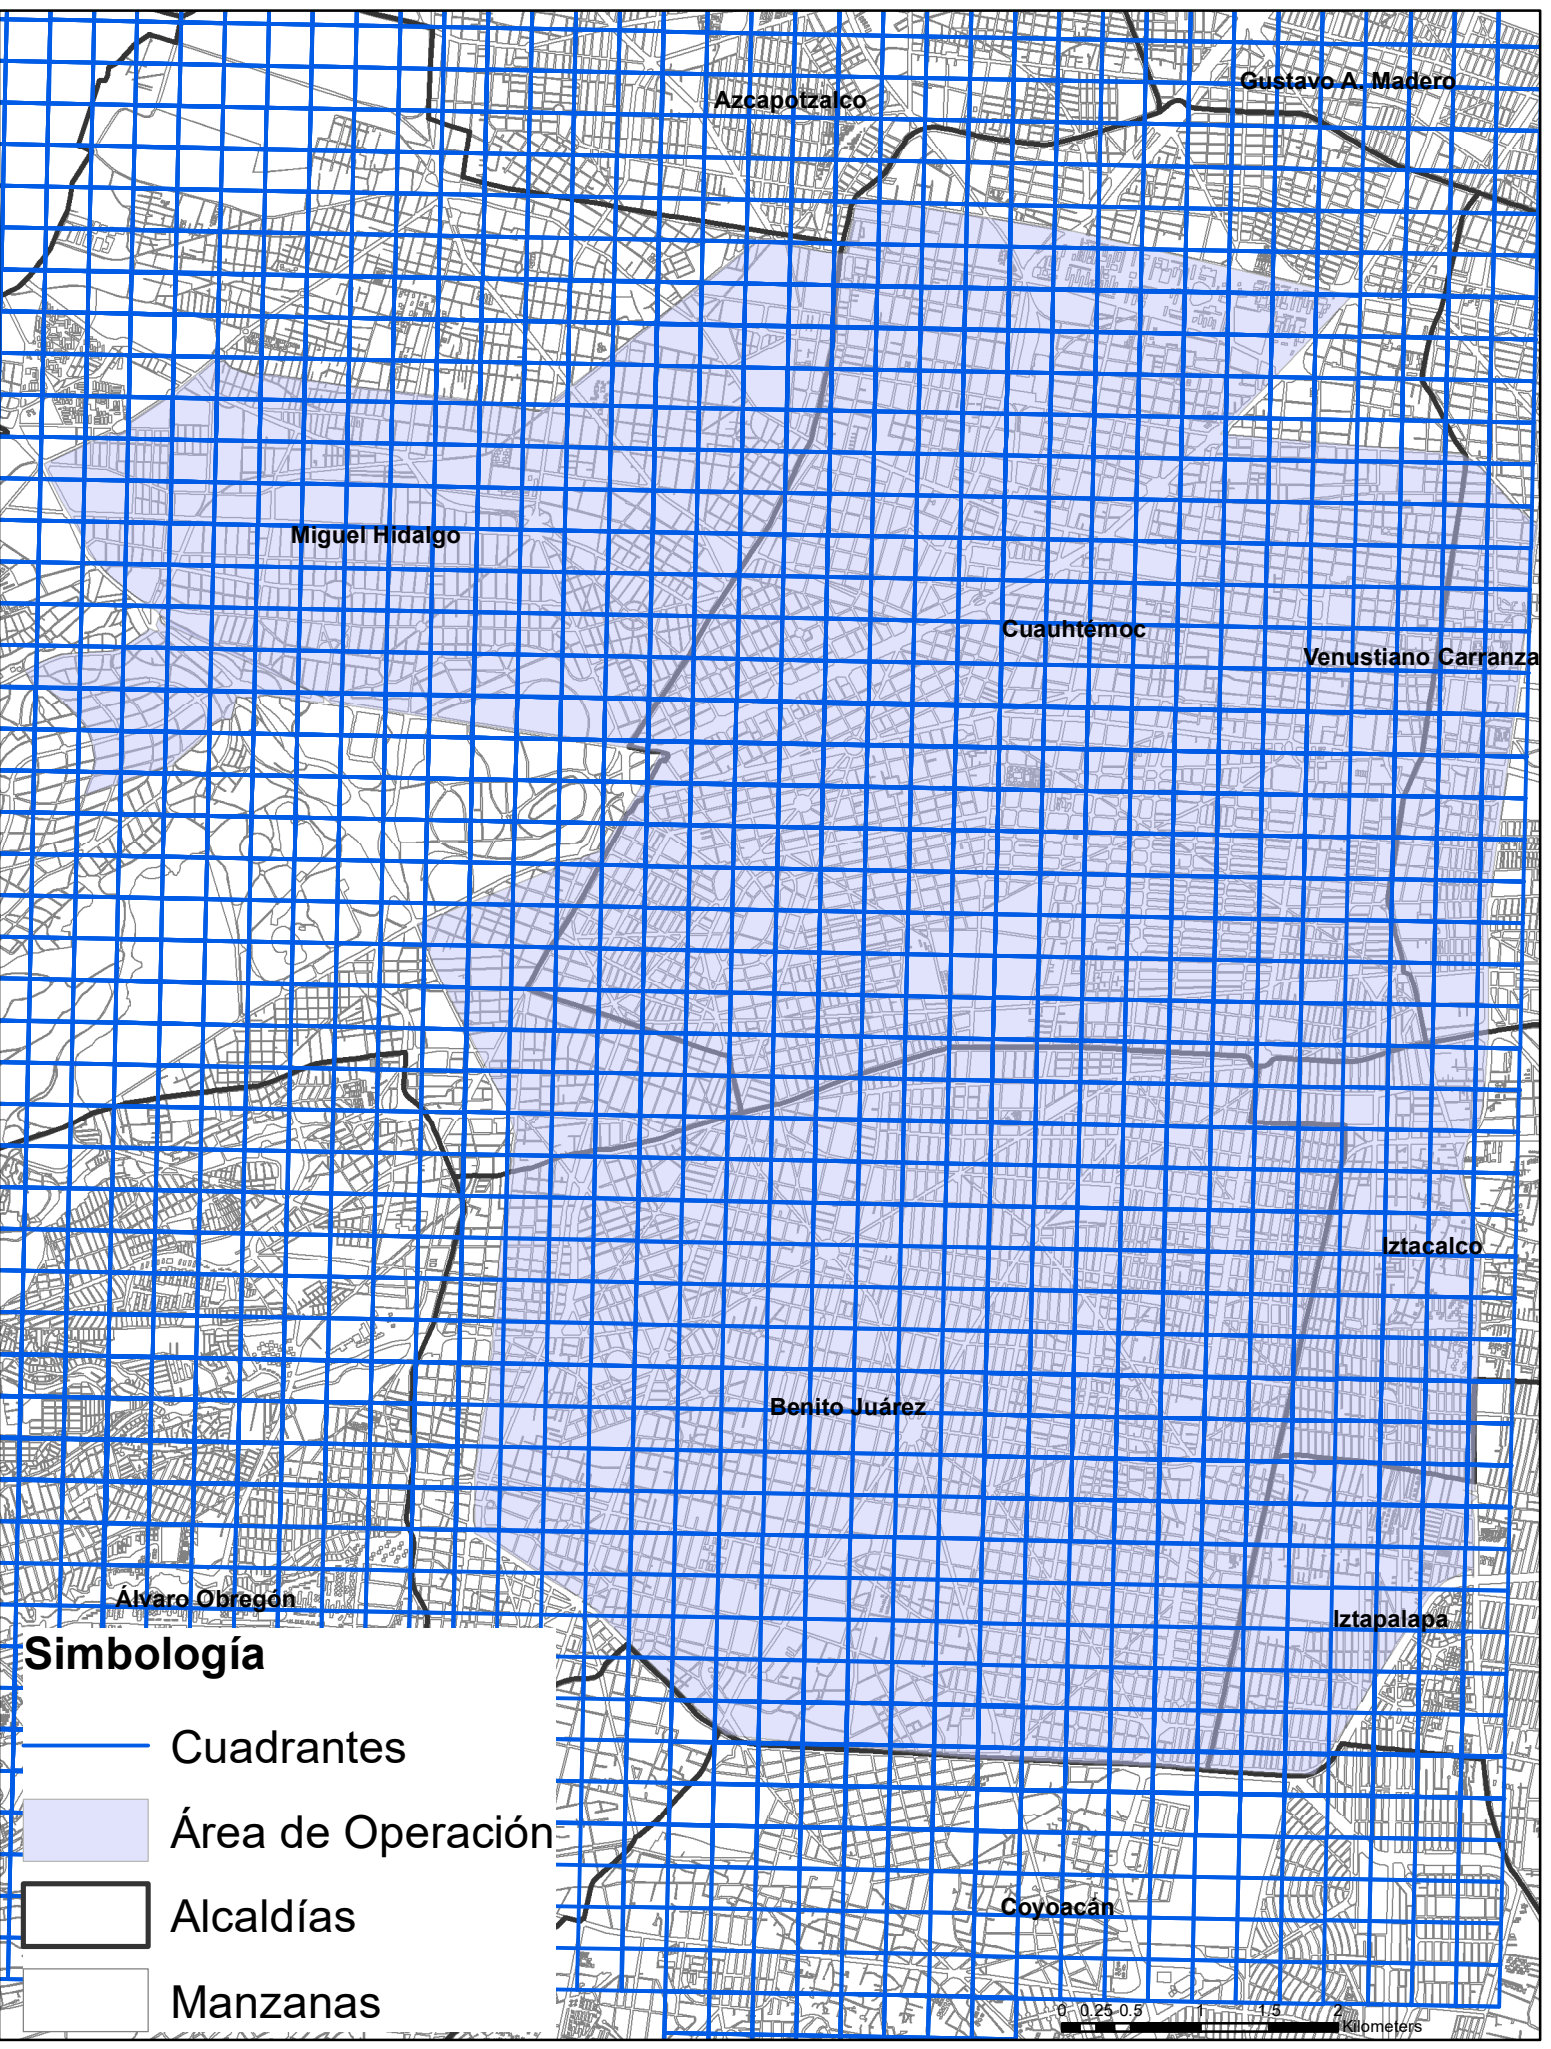 Gustavo A. Madero
Azcapotzalco
Miguel Hidalgo
Cuauhtémoc
Venustiano Carranza
Iztacalco
Benito Juárez
Álvaro Obregón
Iztapalapa
Simbología
Cuadrantes
Área de Operación
Alcaldías
Manzanas
Coyoacán
0 0.25 0.5 1 1.5 2
Kilometers